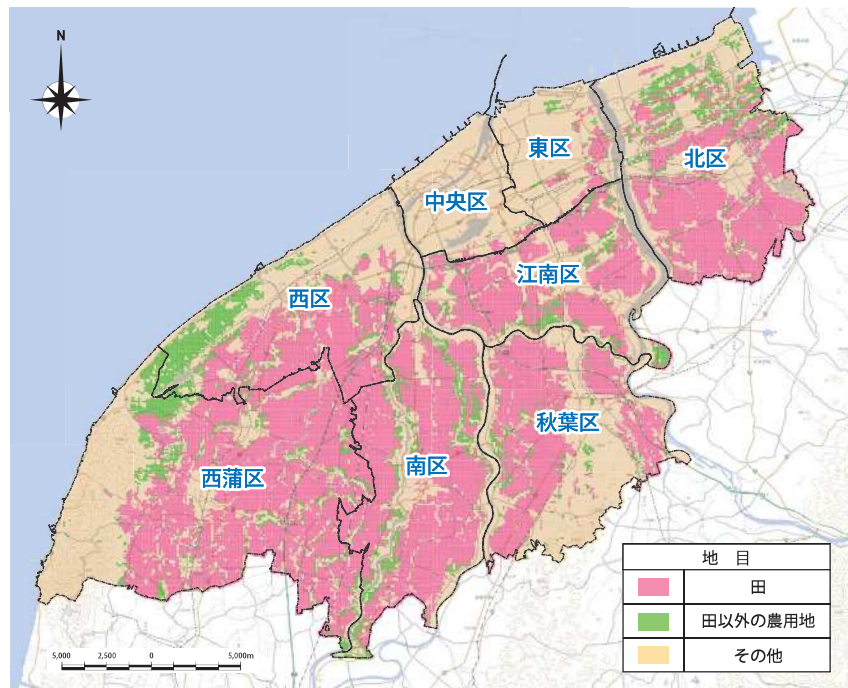 N
東区
北区
中央区
江南区
西区
秋葉区
南区
西蒲区
地 目
田
田以外の農用地
その他
5,000 2,500 0 2,500 5,000m